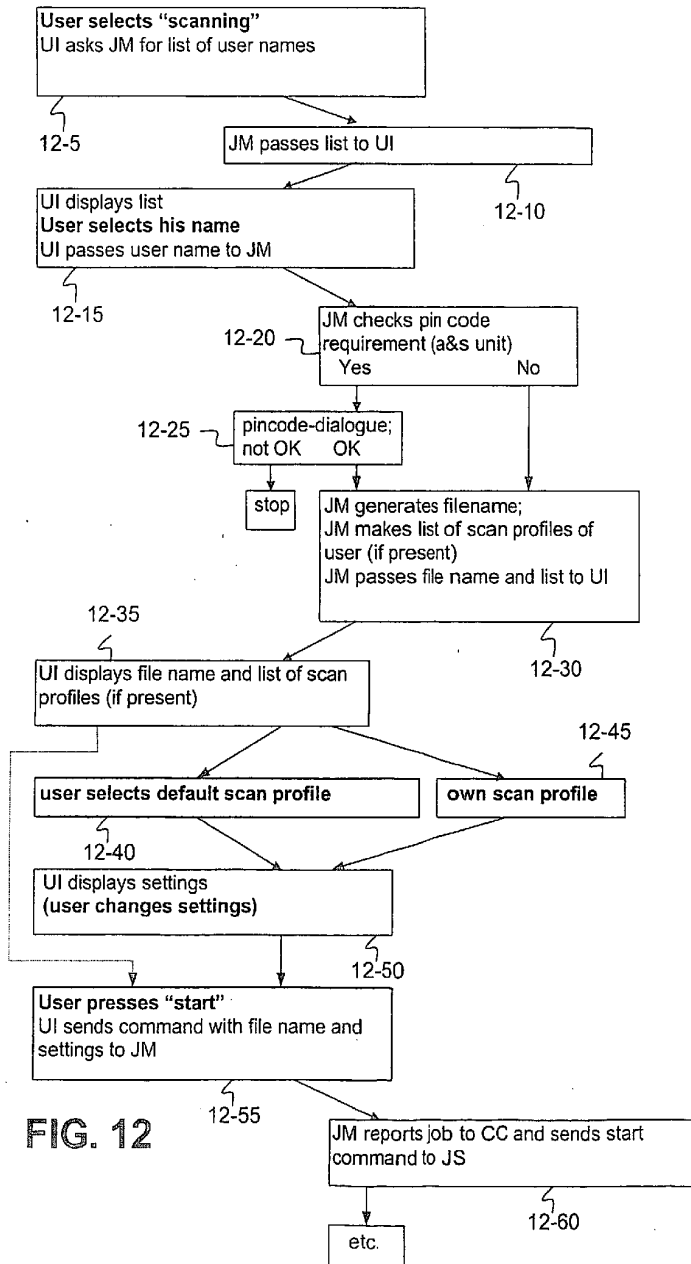 User selects “scanning”
UI asks JM for list of user names
12-5
JM passes list to UI
12-10
UI displays list
User selects his name
UI passes user name to JM
12-15
12-20
JM checks pin code
requirement (a&s unit)
Yes No
12-25
pincode-dialogue;
not OK OK
stop
JM generates filename;
JM makes list of scan profiles of
user (if present)
JM passes file name and list to UI
12-30
12-35
UI displays file name and list of scan
profiles (if present)
12-45
user selects default scan profile
own scan profile
12-40
UI displays settings
(user changes settings)
12-50
User presses “start”
UI sends command with file name and
settings to JM
12-55
FIG. 12
JM reports job to CC and sends start
command to JS
12-60
etc.